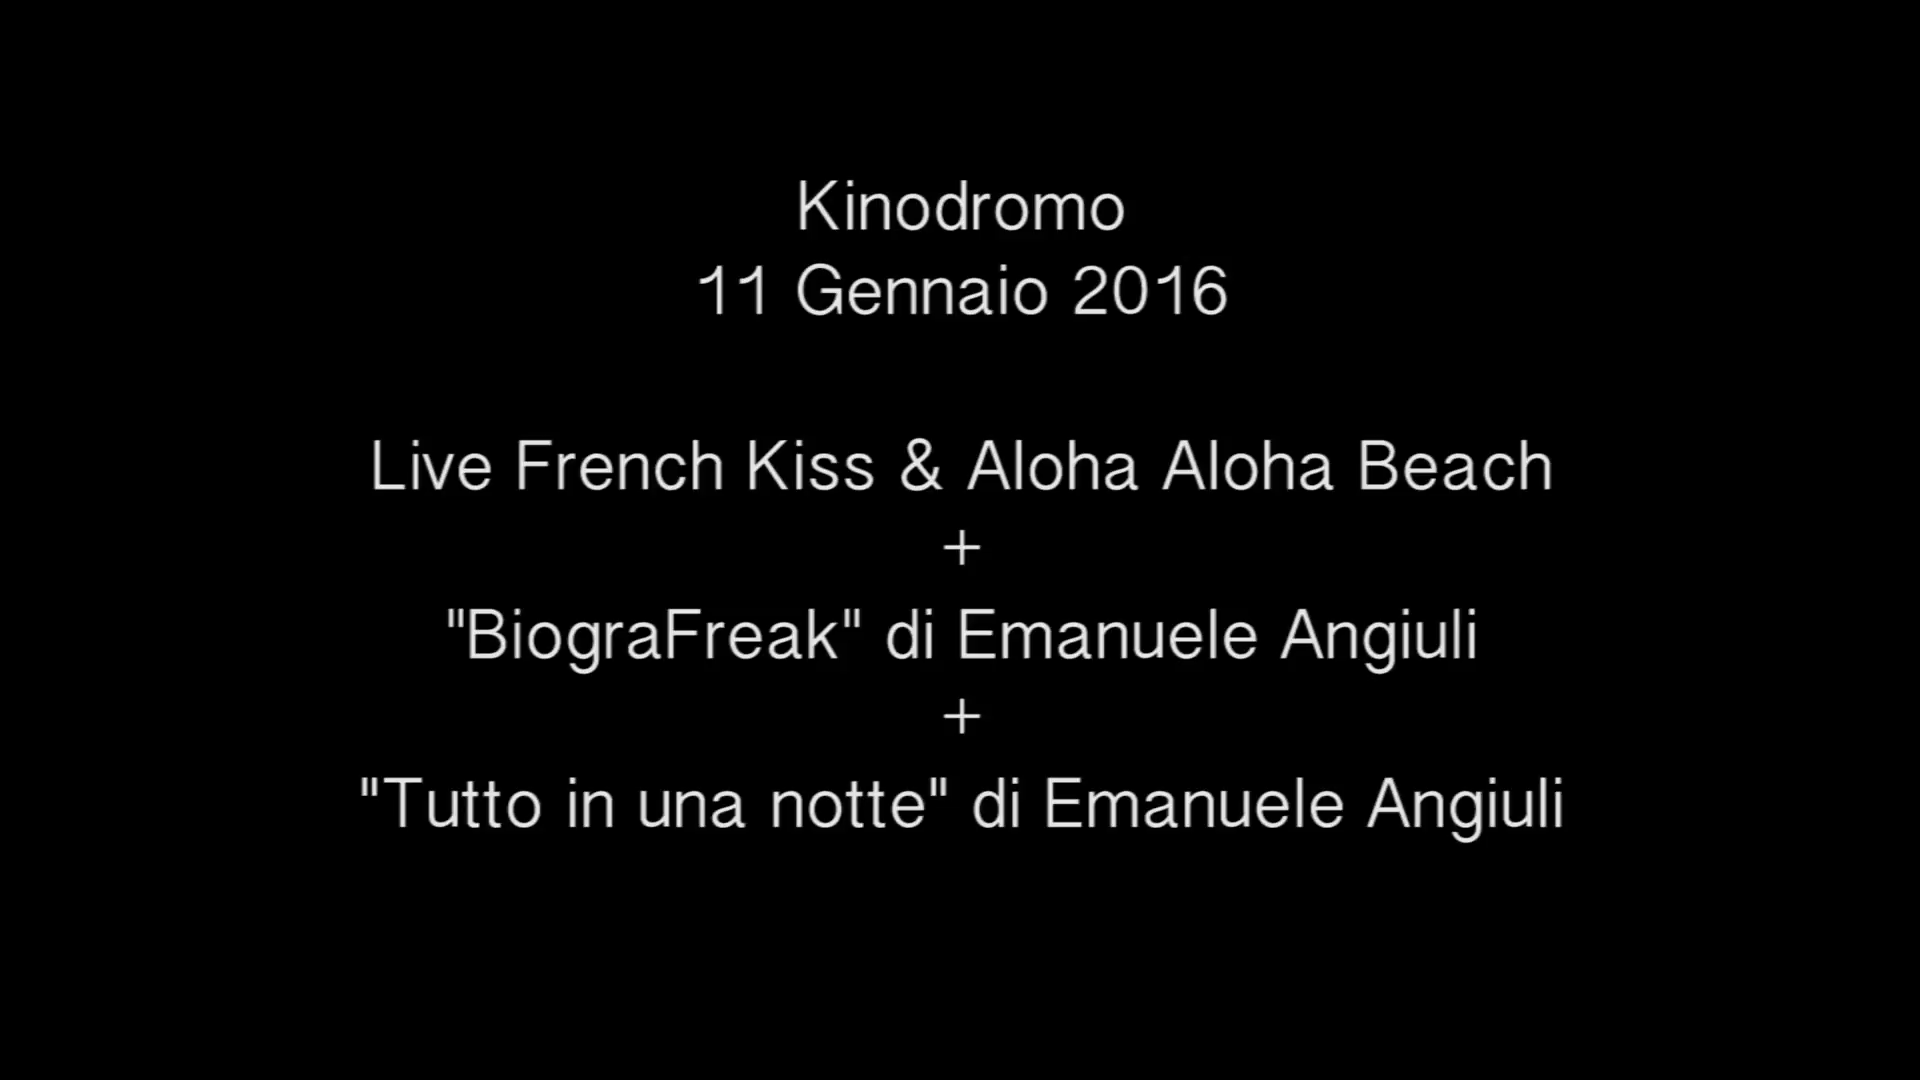 Kinodromo
11 Gennaio 2016
Live French Kiss & Aloha Aloha Beach
+
"BiograFreak" di Emanuele Angiuli
+
"Tutto in una notte" di Emanuele Angiuli